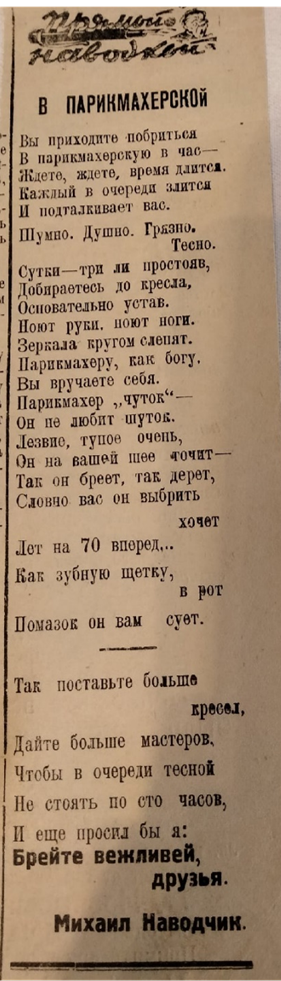 Прямой
наводкой
В ПАРИКМАХЕРСКОЙ
Вы приходите побриться
В парикмахерскую в час—
Ждете, ждете, время длится.
Каждый в очереди злится
И подталкивает вас.
Шумно. Душно. Грязно.
Тесно.
Сутки—три ли простояв,
Добираетесь до кресла,
Основательно устав.
Ноют руки, ноют ноги.
Зеркала кругом слепят.
Парикмахеру, как богу,
Вы вручаете себя.
Парикмахер „чуток“—
Он не любит шуток.
Лезвие, тупое очень,
Он на вашей шее точит—
Так он бреет, так дерет,
Словно вас он выбрить
хочет
Лет на 70 вперед...
Как зубную щетку,
в рот
Помазок он вам сует.
Так поставьте больше
кресел,
Дайте больше мастеров,
Чтобы в очереди тесной
Не стоять по сто часов,
И еще просил бы я:
Брейте вежливей,
друзья.
Михаил Наводчик.